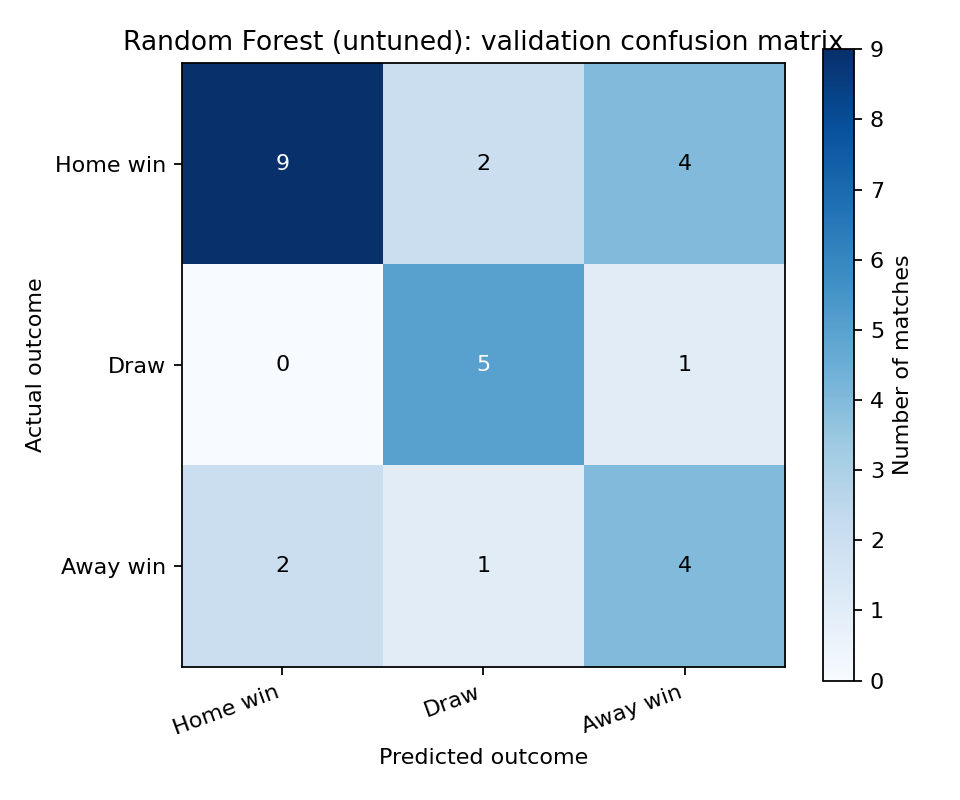 Random Forest (untuned): validation confusion matrix
Home win
9
2
4
Draw
0
5
1
Away win
2
1
4
Home win
Draw
Away win
Predicted outcome
Actual outcome
9
8
7
6
5
4
3
2
1
0
Number of matches